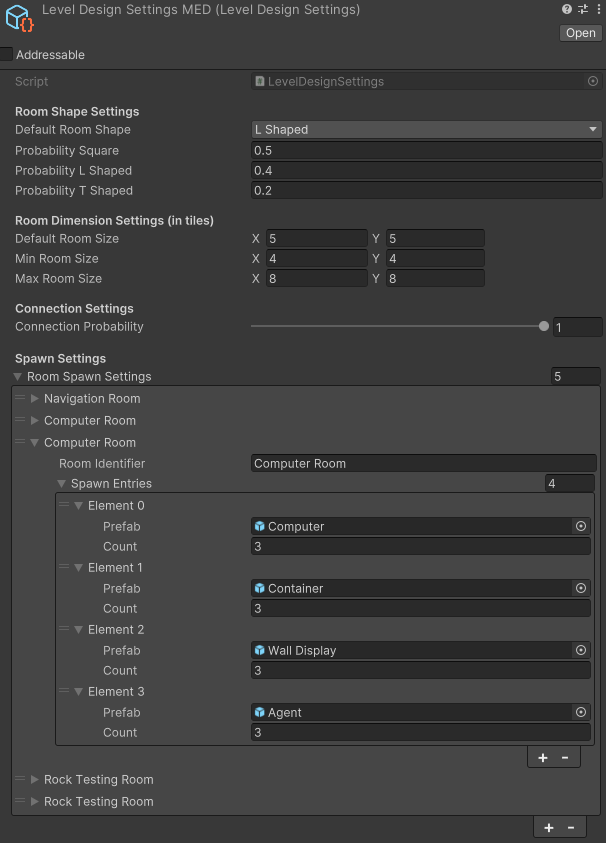 Level Design Settings MED (Level Design Settings)
Open
Addressable
Script LevelDesignSettings
Room Shape Settings
Default Room Shape L Shaped
Probability Square 0.5
Probability L Shaped 0.4
Probability T Shaped 0.2
Room Dimension Settings (in tiles)
Default Room Size X 5 Y 5
Min Room Size X 4 Y 4
Max Room Size X 8 Y 8
Connection Settings
Connection Probability 1
Spawn Settings
Room Spawn Settings 5
Navigation Room
Computer Room
Computer Room
Room Identifier Computer Room
Spawn Entries 4
Element 0
Prefab Computer
Count 3
Element 1
Prefab Container
Count 3
Element 2
Prefab Wall Display
Count 3
Element 3
Prefab Agent
Count 3
+ -
Rock Testing Room
Rock Testing Room
+ -